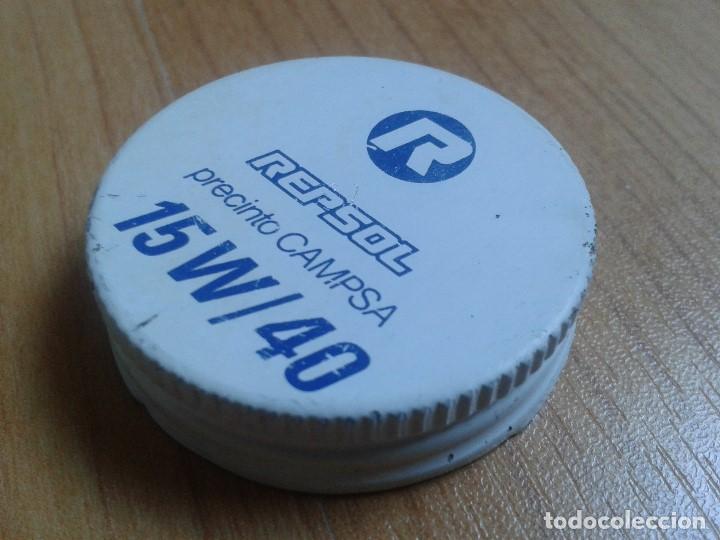 R
REPSOL
precinto CAMPSA
15W/40
todocoleccion